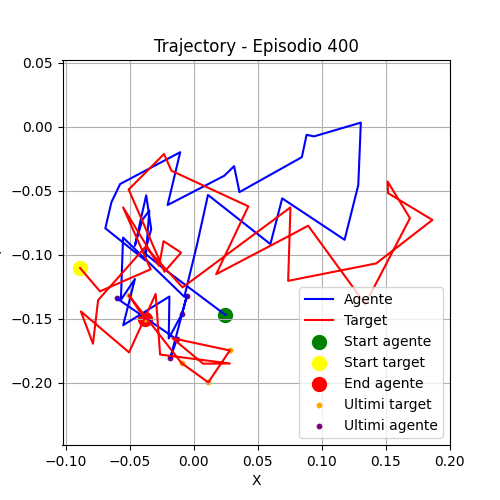 Trajectory - Episodio 400
0.05
0.00
−0.05
−0.10
−0.15
−0.20
−0.10
−0.05
0.00
0.05
0.10
0.15
0.20
X
Agente
Target
Start agente
Start target
End agente
Ultimi target
Ultimi agente